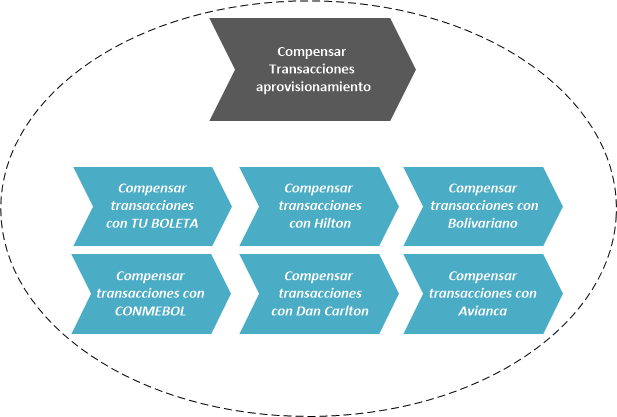 Compensar
Transacciones
aprovisionamiento
Compensar
transacciones
con TU BOLETA
Compensar
transacciones
con Hilton
Compensar
transacciones con
Bolivariano
Compensar
transacciones con
CONMEBOL
Compensar
transacciones
con Dan Carlton
Compensar
transacciones con
Avianca